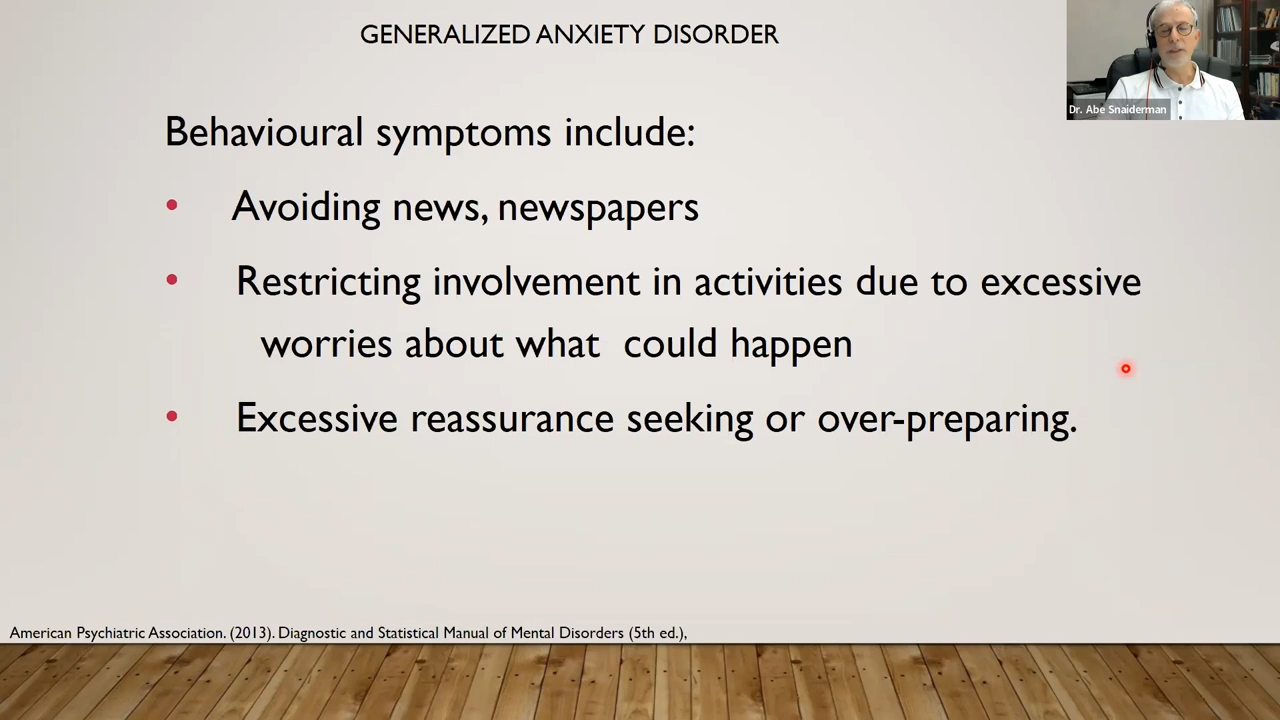 GENERALIZED ANXIETY DISORDER
Dr. Abe Snaiderman
Behavioural symptoms include:
• Avoiding news, newspapers
• Restricting involvement in activities due to excessive
worries about what could happen
• Excessive reassurance seeking or over-preparing.
American Psychiatric Association. (2013). Diagnostic and Statistical Manual of Mental Disorders (5th ed.),